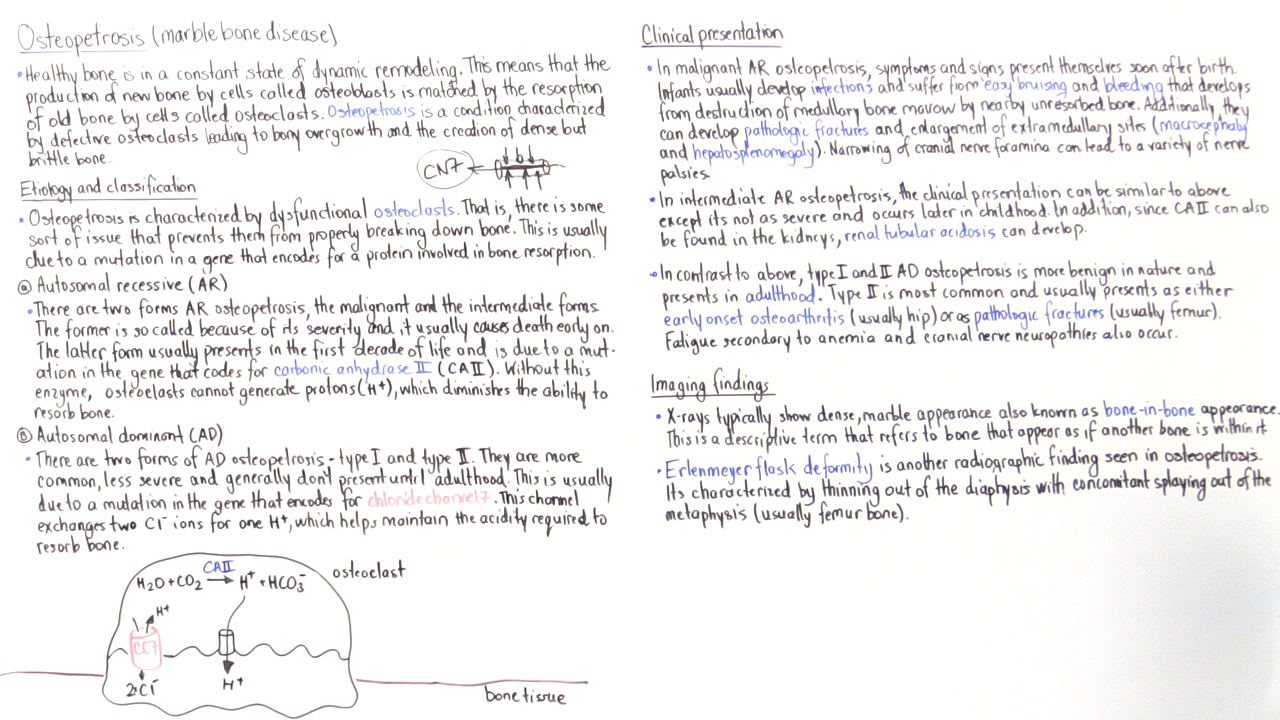 Osteopetrosis (marble bone disease)
• Healthy bone is in a constant state of dynamic remodeling. This means that the
production of new bone by cells called osteoblasts is matched by the resorption
of old bone by cells called osteoclasts. Osteopetrosis is a condition characterized
by defective osteoclasts leading to bony overgrowth and the creation of dense but
brittle bone.
CN7
Etiology and classification
• Osteopetrosis is characterized by dysfunctional osteoclasts. That is, there is some
sort of issue that prevents them from properly breaking down bone. This is usually
due to a mutation in a gene that encodes for a protein involved in bone resorption.
ⓐ Autosomal recessive (AR)
• There are two forms AR osteopetrosis, the malignant and the intermediate forms.
The former is so called because of its severity and it usually causes death early on.
The latter form usually presents in the first decade of life and is due to a mut-
ation in the gene that codes for carbonic anhydrase II (CAII). Without this
enzyme, osteoclasts cannot generate protons (H⁺), which diminishes the ability to
resorb bone.
ⓑ Autosomal dominant (AD)
• There are two forms of AD osteopetrosis - type I and type II. They are more
common, less severe and generally don't present until adulthood. This is usually
due to a mutation in the gene that encodes for chloride channel 7. This channel
exchanges two Cl⁻ ions for one H⁺, which helps maintain the acidity required to
resorb bone.
CAII
H₂O + CO₂ → H⁺ + HCO₃⁻
osteoclast
H⁺
CC7
2Cl⁻
H⁺
bone tissue
Clinical presentation
• In malignant AR osteopetrosis, symptoms and signs present themselves soon after birth.
Infants usually develop infections and suffer from easy bruising and bleeding that develops
from destruction of medullary bone marrow by nearby unresorbed bone. Additionally, they
can develop pathologic fractures and enlargement of extramedullary sites (macrocephaly
and hepatosplenomegaly). Narrowing of cranial nerve foramina can lead to a variety of nerve
palsies.
• In intermediate AR osteopetrosis, the clinical presentation can be similar to above
except its not as severe and occurs later in childhood. In addition, since CAII can also
be found in the kidneys, renal tubular acidosis can develop.
• In contrast to above, type I and II AD osteopetrosis is more benign in nature and
presents in adulthood. Type II is most common and usually presents as either
early onset osteoarthritis (usually hip) or as pathologic fractures (usually femur).
Fatigue secondary to anemia and cranial nerve neuropathies also occur.
Imaging findings
• X-rays typically show dense, marble appearance also known as bone-in-bone appearance.
This is a descriptive term that refers to bone that appear as if another bone is within it.
• Erlenmeyer flask deformity is another radiographic finding seen in osteopetrosis.
Its characterized by thinning out of the diaphysis with concomitant splaying out of the
metaphysis (usually femur bone).